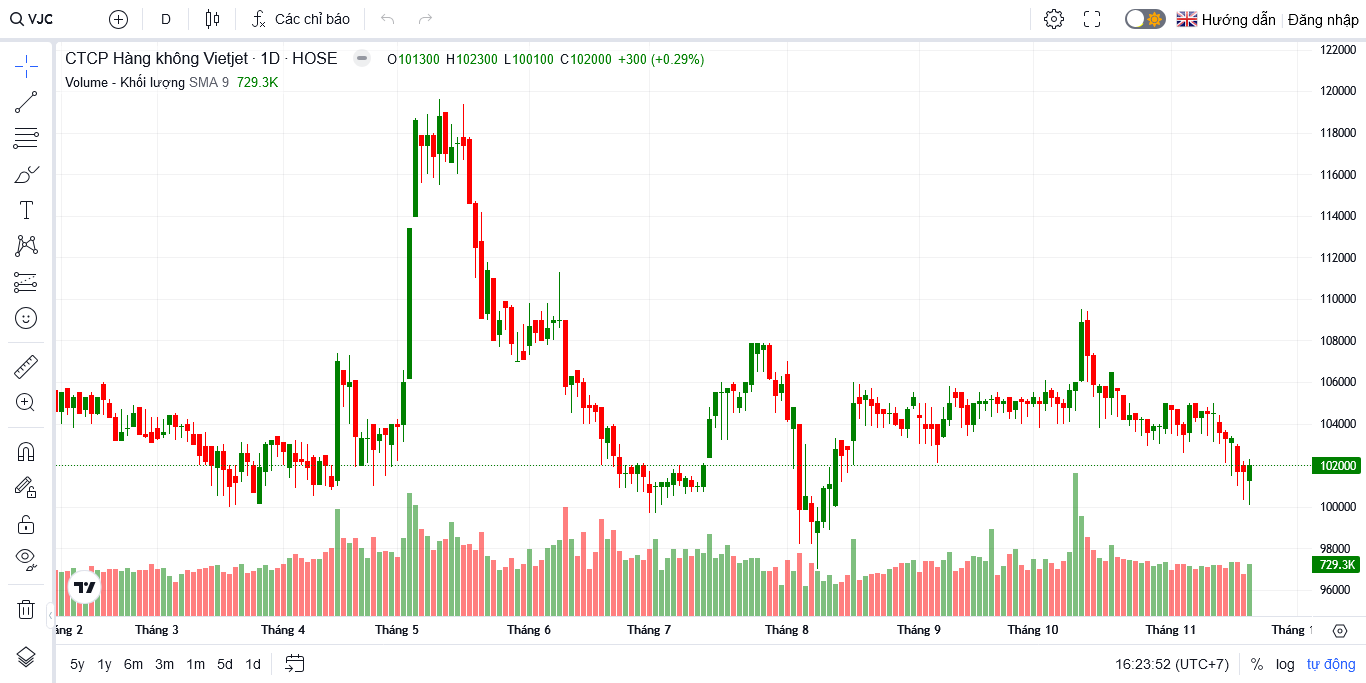 VJC D Các chỉ báo Hướng dẫn Đăng nhập
CTCP Hàng không Vietjet · 1D · HOSE O101300 H102300 L100100 C102000 +300 (+0.29%)
Volume - Khối lượng SMA 9 729.3K
122000
120000
118000
116000
114000
112000
110000
108000
106000
104000
102000
100000
98000
729.3K
96000
áng 2 Tháng 3 Tháng 4 Tháng 5 Tháng 6 Tháng 7 Tháng 8 Tháng 9 Tháng 10 Tháng 11 Tháng 1
5y 1y 6m 3m 1m 5d 1d 16:23:52 (UTC+7) % log tự động